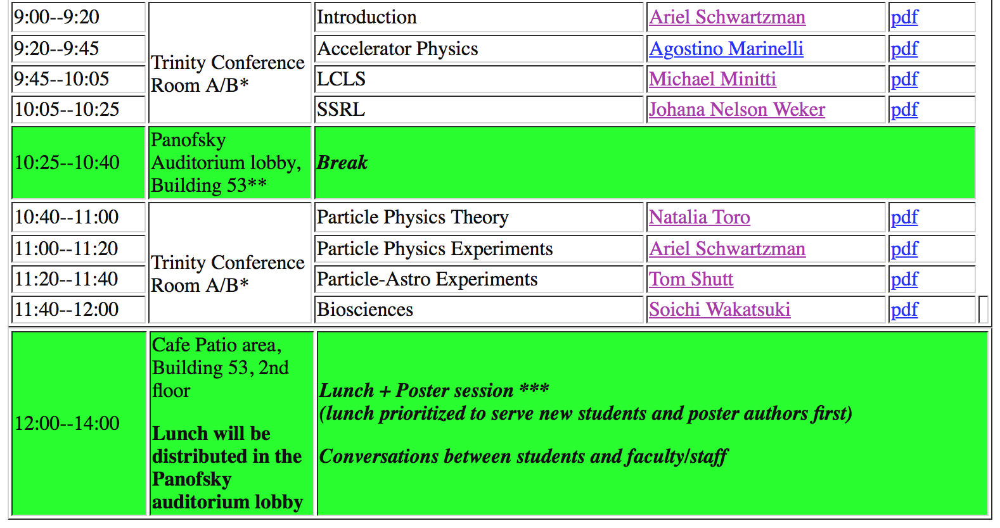 9:00--9:20
Trinity Conference
Room A/B*
Introduction
Ariel Schwartzman
pdf
9:20--9:45
Accelerator Physics
Agostino Marinelli
pdf
9:45--10:05
LCLS
Michael Minitti
pdf
10:05--10:25
SSRL
Johana Nelson Weker
pdf
10:25--10:40
Panofsky
Auditorium lobby,
Building 53**
Break
10:40--11:00
Trinity Conference
Room A/B*
Particle Physics Theory
Natalia Toro
pdf
11:00--11:20
Particle Physics Experiments
Ariel Schwartzman
pdf
11:20--11:40
Particle-Astro Experiments
Tom Shutt
pdf
11:40--12:00
Biosciences
Soichi Wakatsuki
pdf
12:00--14:00
Cafe Patio area,
Building 53, 2nd
floor
Lunch will be
distributed in the
Panofsky
auditorium lobby
Lunch + Poster session ***
(lunch prioritized to serve new students and poster authors first)
Conversations between students and faculty/staff